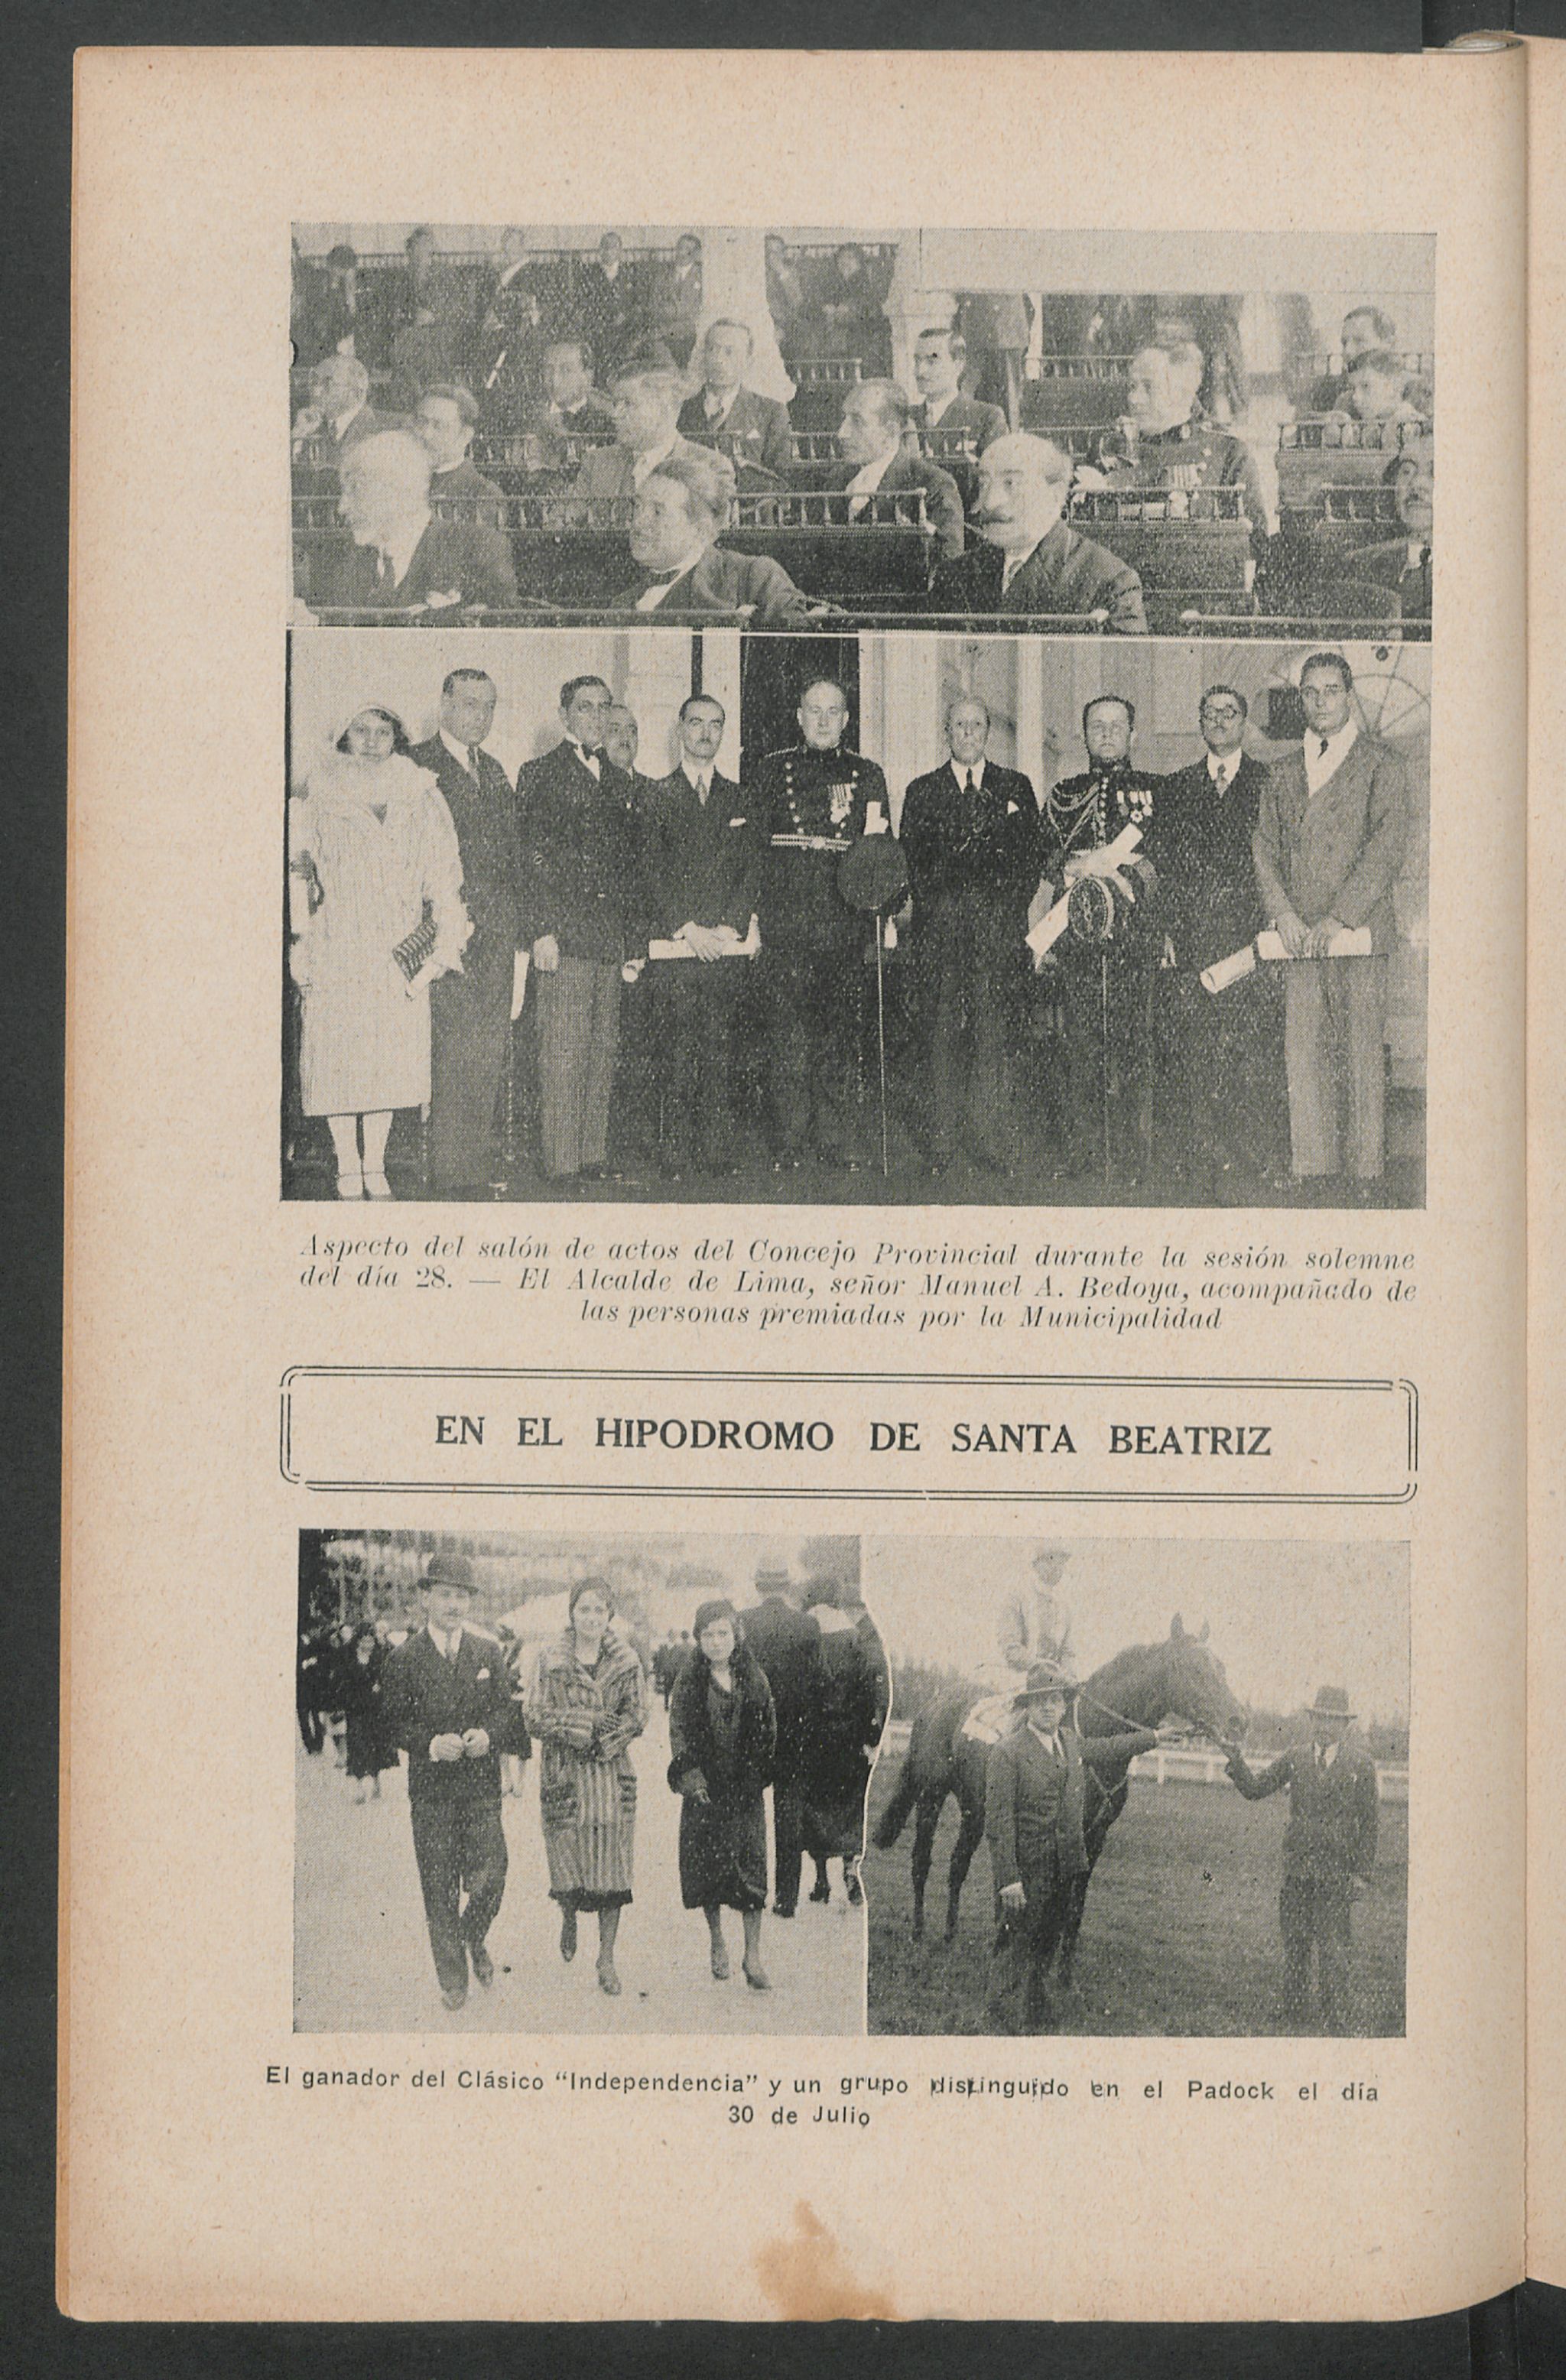 Aspecto del salón de actos del Concejo Provincial durante la sesión solemne
del día 28. — El Alcalde de Lima, señor Manuel A. Bedoya, acompañado de
las personas premiadas por la Municipalidad
EN EL HIPODROMO DE SANTA BEATRIZ
El ganador del Clásico “Independencia” y un grupo distinguido en el Padock el día
30 de Julio